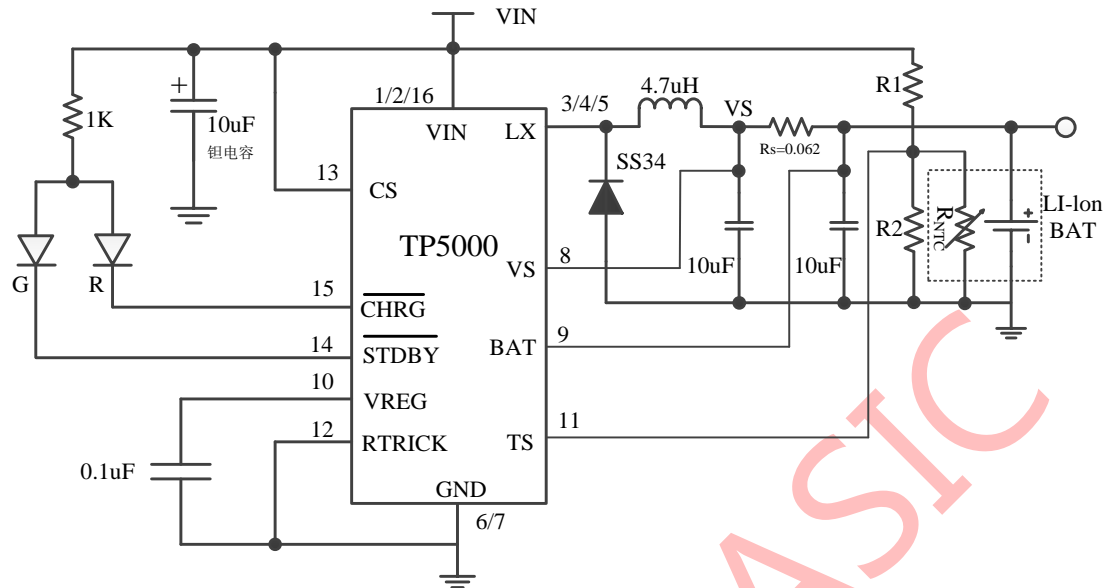 VIN
1K
+
10uF
钽电容
1/2/16
VIN
3/4/5
LX
4.7uH
VS
Rs=0.062
R1
13
CS
SS34
TP5000
VS
8
10uF
10uF
R2
RNTC
+
-
LI-lon
BAT
G
R
15
CHRG
14
STDBY
BAT
9
10
VREG
12
RTRICK
TS
11
0.1uF
GND
6/7
ASIC